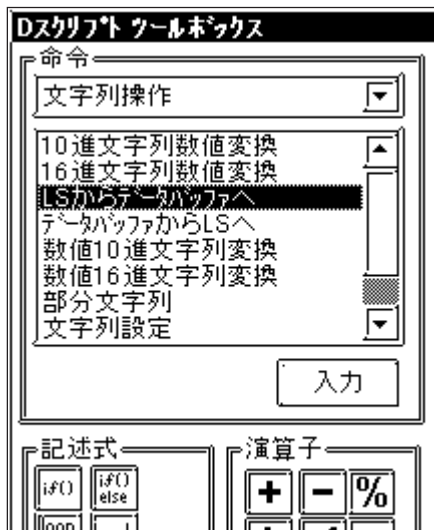 Dｽｸﾘﾌﾟﾄ ﾂｰﾙﾎﾞｯｸｽ
命令
文字列操作
10進文字列数値変換
16進文字列数値変換
LSからﾃﾞｰﾀﾊﾞｯﾌｧへ
ﾃﾞｰﾀﾊﾞｯﾌｧからLSへ
数値10進文字列変換
数値16進文字列変換
部分文字列
文字列設定
入力
記述式
演算子
if()
if()
else
+ - %
loop